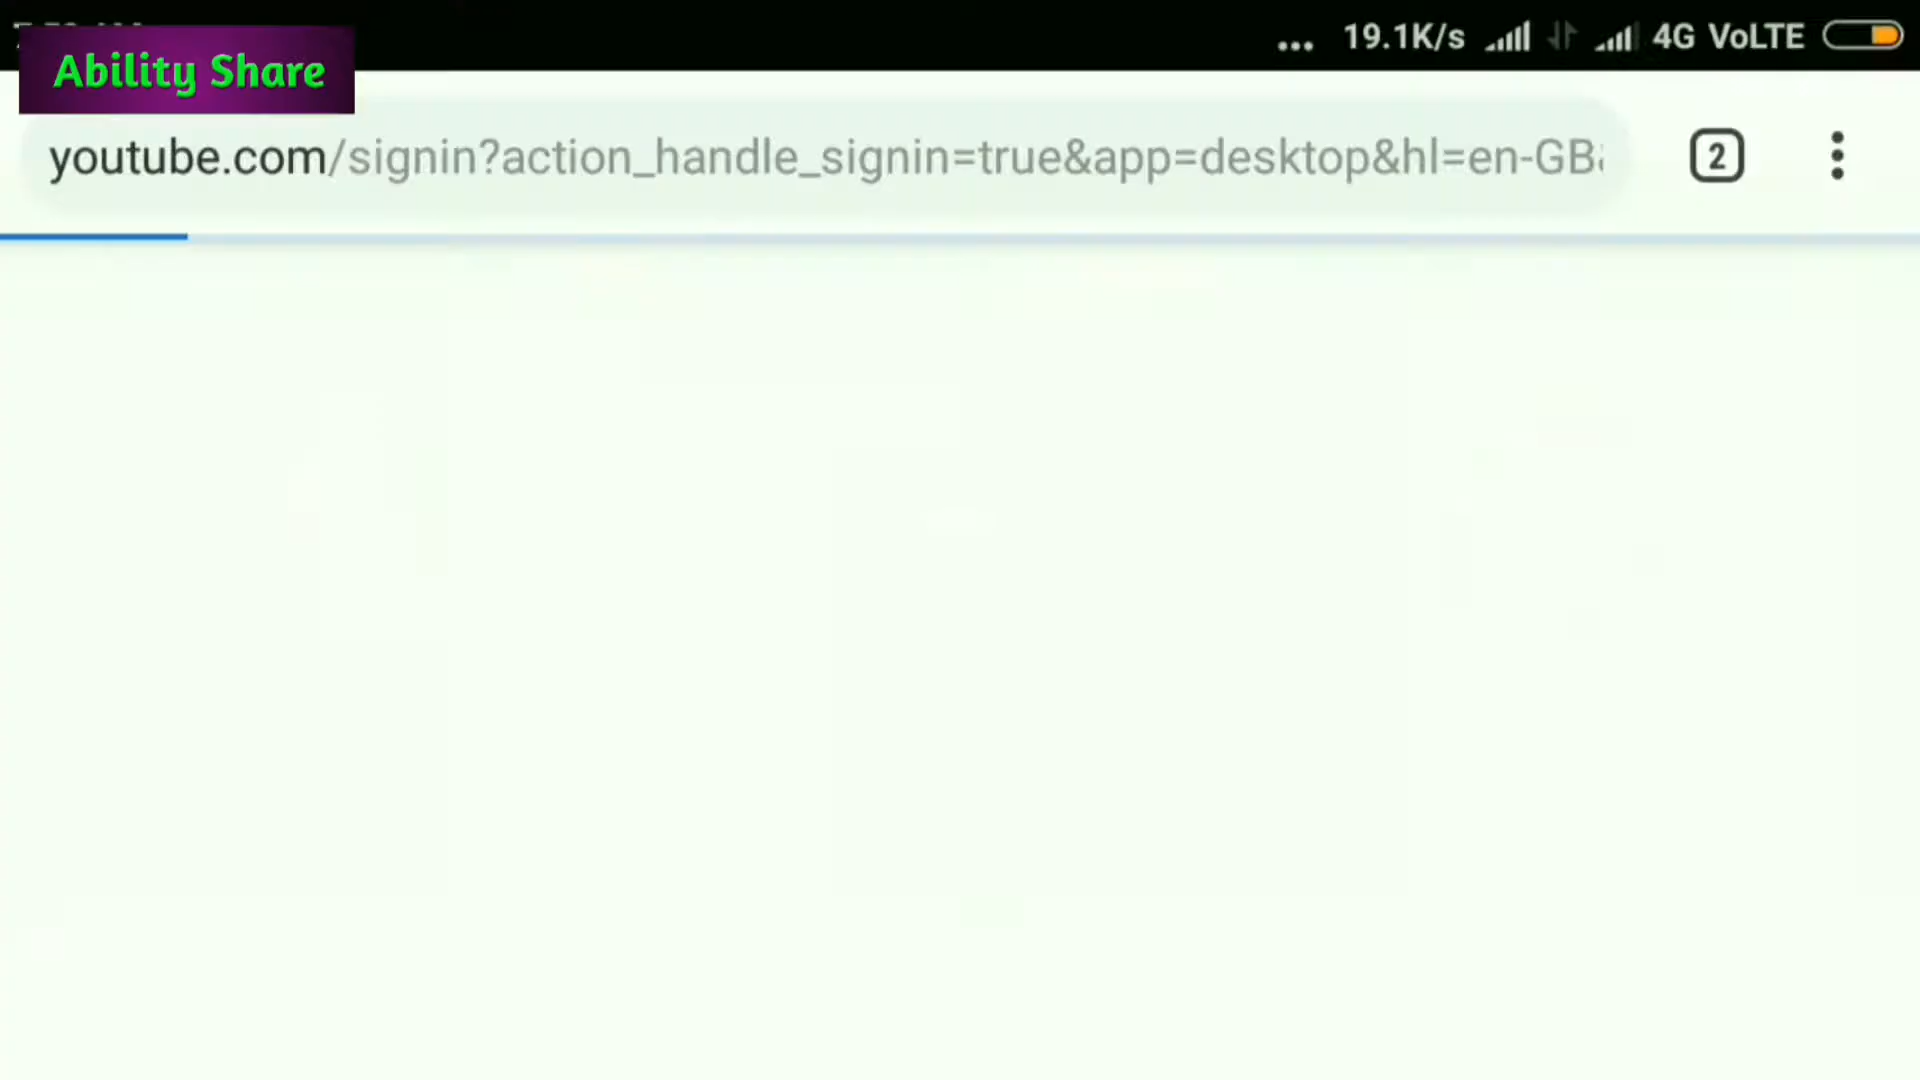 19.1K/s 4G VoLTE
Ability Share
youtube.com/signin?action_handle_signin=true&app=desktop&hl=en-GB
2